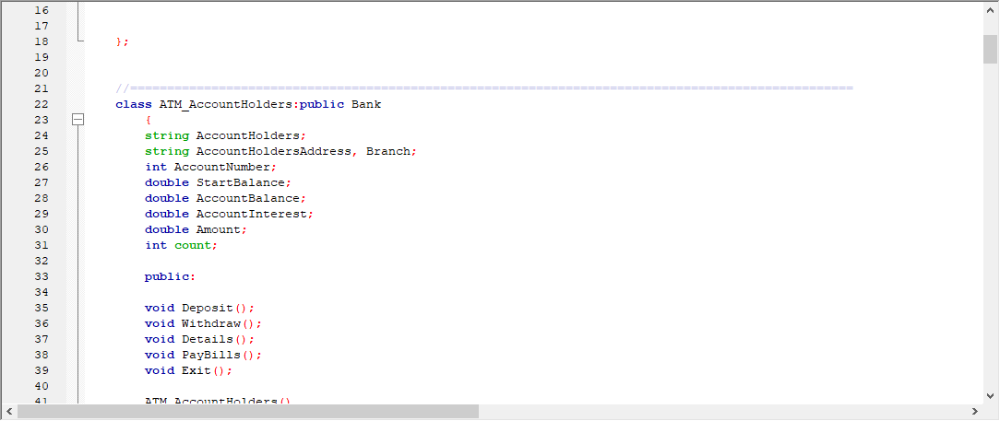 16
17
18 };
19
20
21 //==================================================================================================
22 class ATM_AccountHolders:public Bank
23 {
24 string AccountHolders;
25 string AccountHoldersAddress, Branch;
26 int AccountNumber;
27 double StartBalance;
28 double AccountBalance;
29 double AccountInterest;
30 double Amount;
31 int count;
32
33 public:
34
35 void Deposit();
36 void Withdraw();
37 void Details();
38 void PayBills();
39 void Exit();
40
41 ATM_AccountHolders()